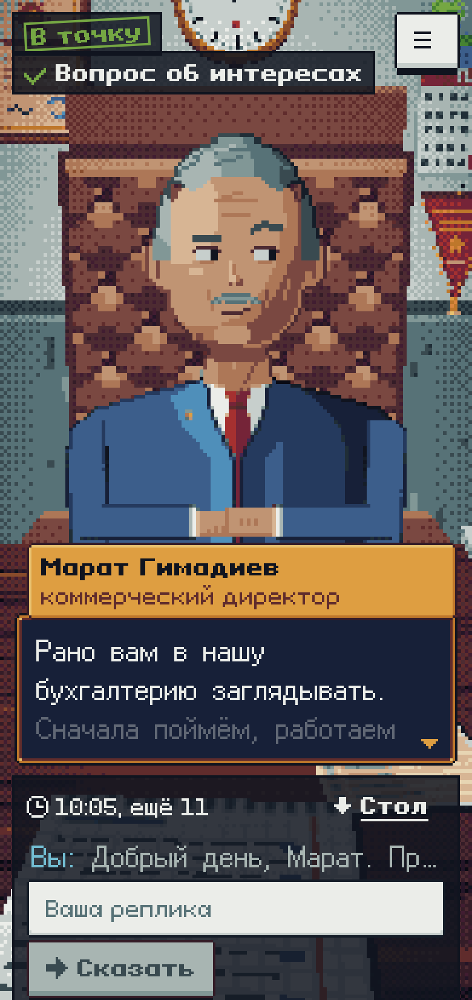 В точку
Вопрос об интересах
Марат Гимадиев
коммерческий директор
Рано вам в нашу
бухгалтерию заглядывать.
Сначала поймём, работаем
10:05, ещё 11
Стол
Вы: Добрый день, Марат. Пр…
Ваша реплика
Сказать